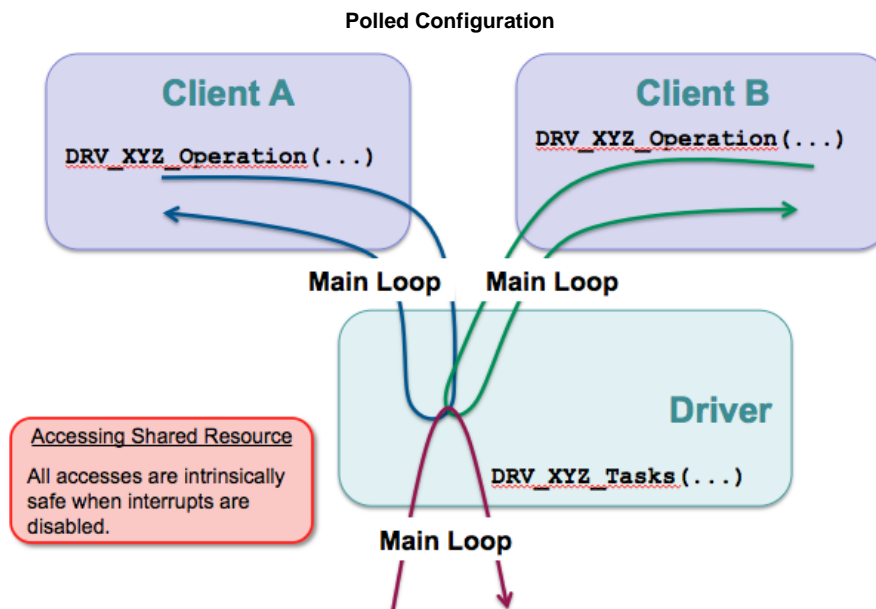 Polled Configuration
Client A
DRV_XYZ_Operation(...)
Client B
DRV_XYZ_Operation(...)
Main Loop
Main Loop
Driver
DRV_XYZ_Tasks(...)
Accessing Shared Resource
All accesses are intrinsically
safe when interrupts are
disabled.
Main Loop